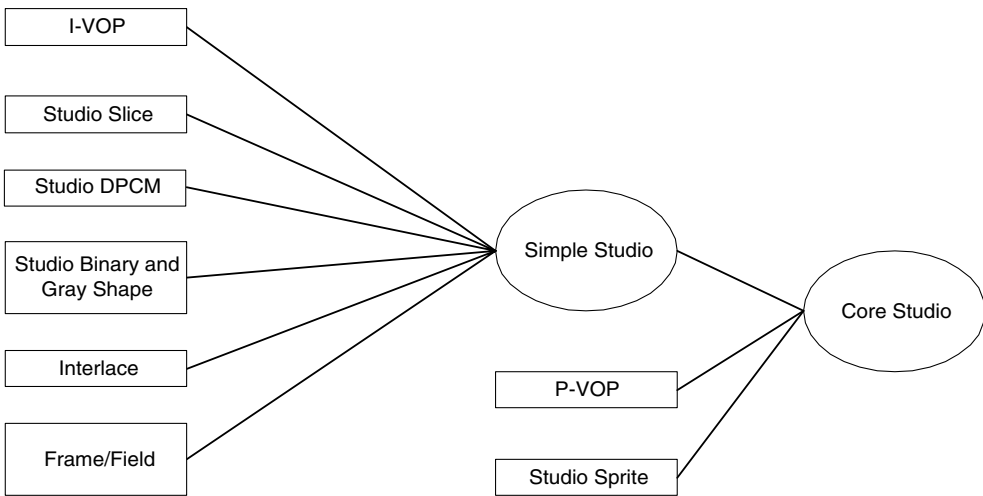 I-VOP
Studio Slice
Studio DPCM
Studio Binary and
Gray Shape
Interlace
Frame/Field
Simple Studio
P-VOP
Studio Sprite
Core Studio